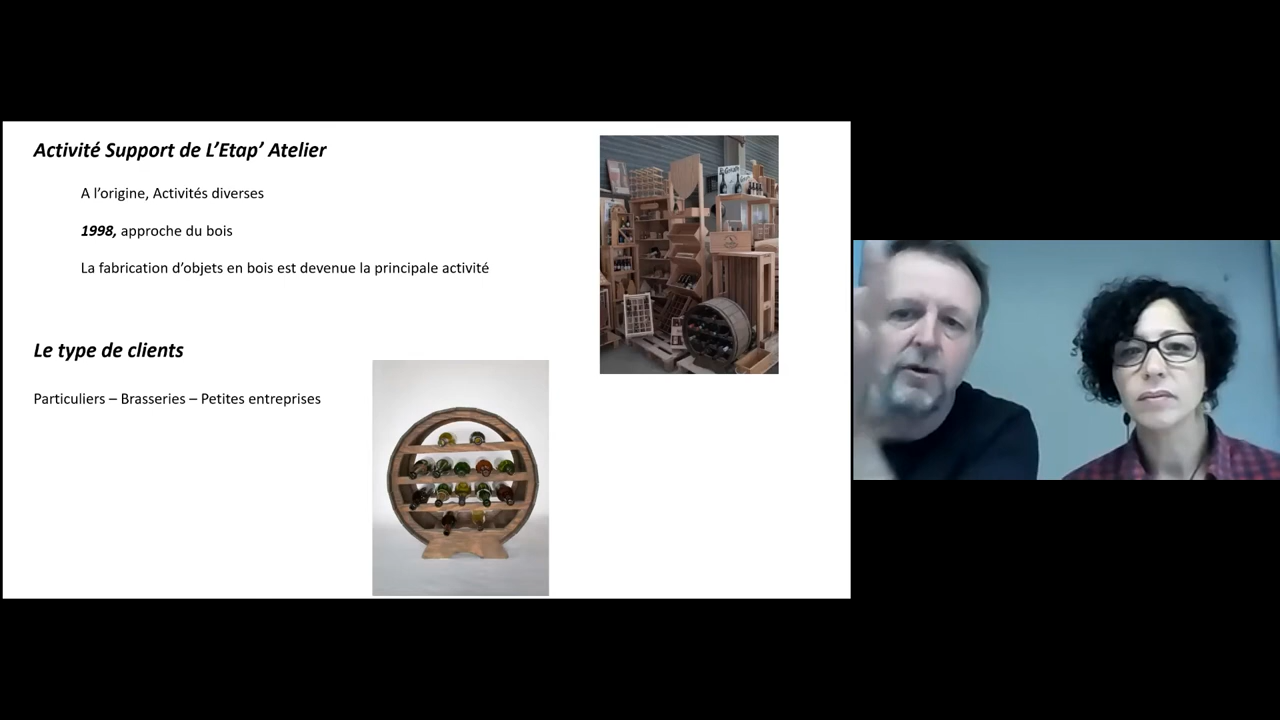 Activité Support de L’Etap’ Atelier
A l’origine, Activités diverses
1998, approche du bois
La fabrication d’objets en bois est devenue la principale activité
Le type de clients
Particuliers – Brasseries – Petites entreprises